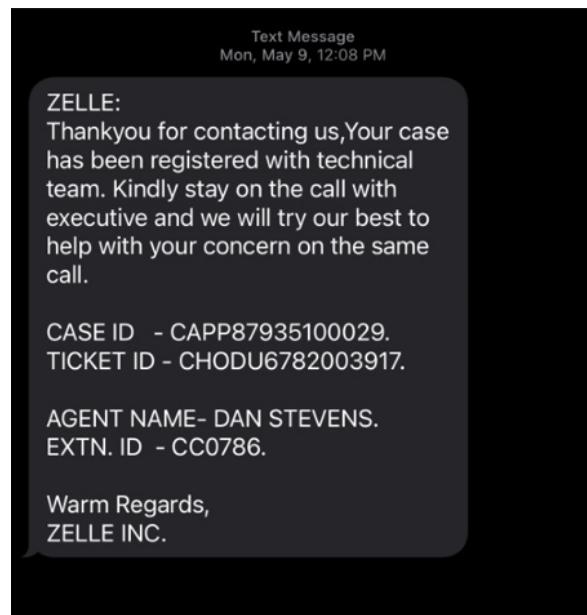 Text Message
Mon, May 9, 12:08 PM
ZELLE:
Thankyou for contacting us,Your case
has been registered with technical
team. Kindly stay on the call with
executive and we will try our best to
help with your concern on the same
call.
CASE ID - CAPP87935100029.
TICKET ID - CHODU6782003917.
AGENT NAME- DAN STEVENS.
EXTN. ID - CC0786.
Warm Regards,
ZELLE INC.